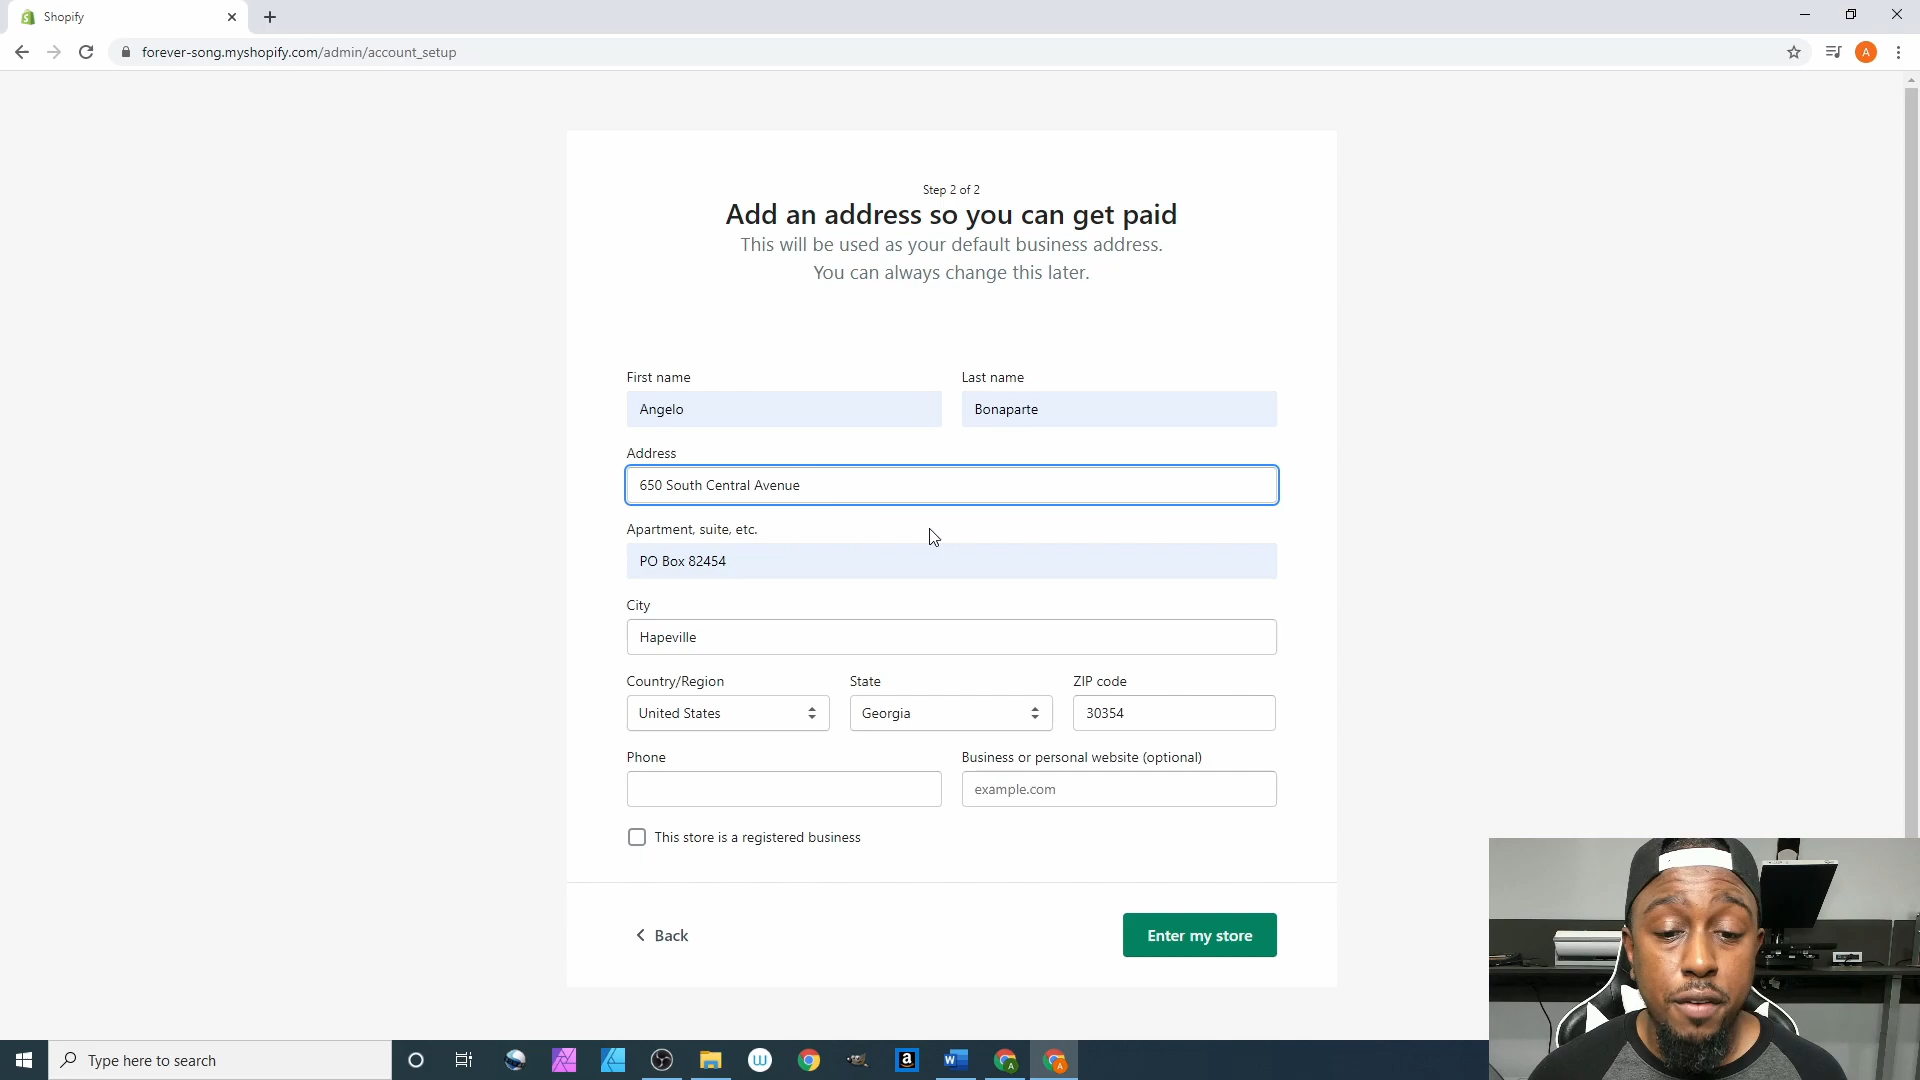 Shopify
forever-song.myshopify.com/admin/account_setup
A
Step 2 of 2
Add an address so you can get paid
This will be used as your default business address.
You can always change this later.
First name
Last name
Angelo
Bonaparte
Address
650 South Central Avenue
Apartment, suite, etc.
PO Box 82454
City
Hapeville
Country/Region
State
ZIP code
United States
Georgia
30354
Phone
Business or personal website (optional)
example.com
This store is a registered business
Back
Enter my store
Type here to search